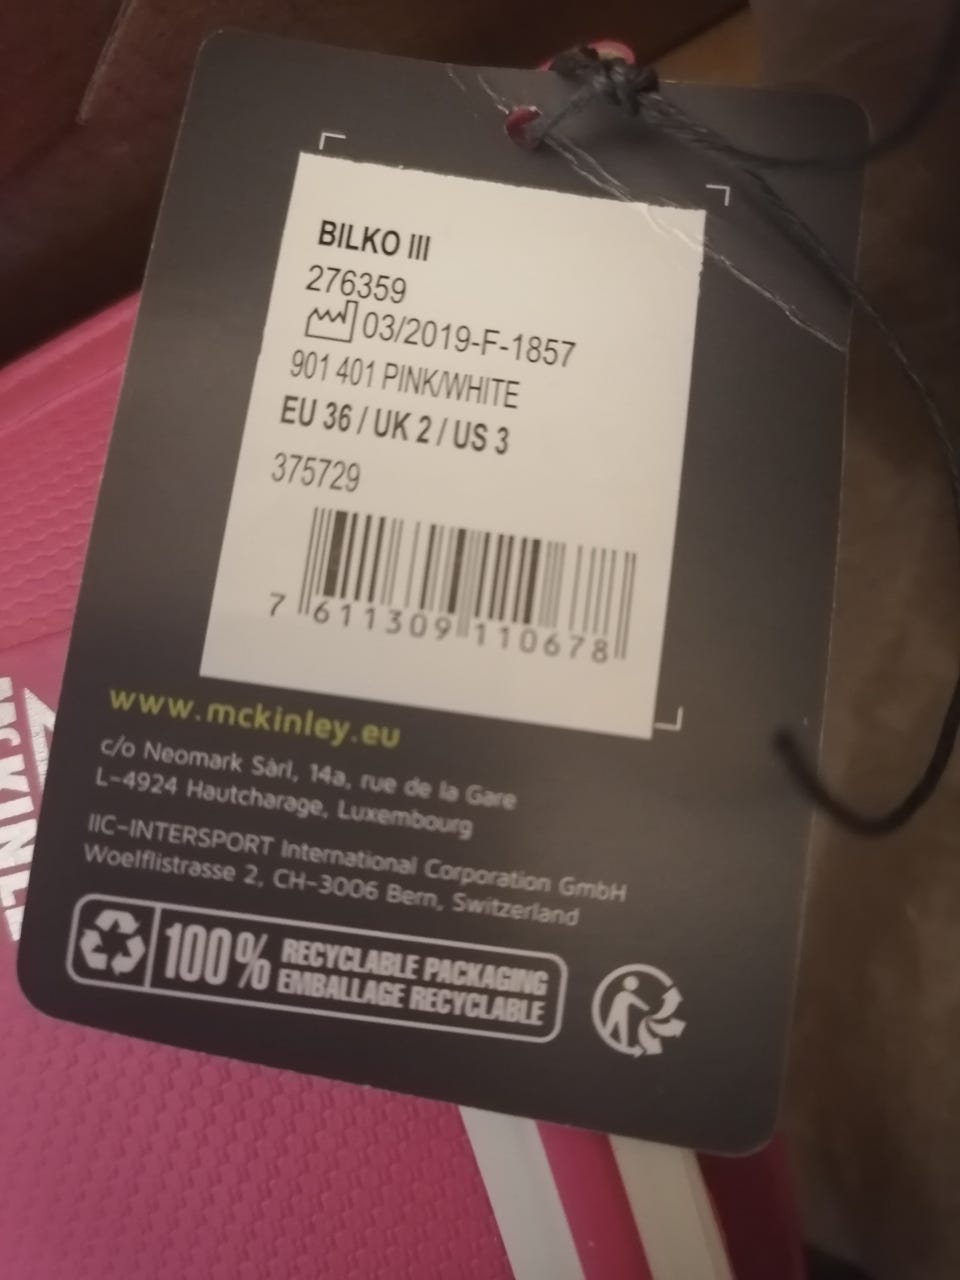 BILKO III
276359
03/2019-F-1857
901 401 PINK/WHITE
EU 36 / UK 2 / US 3
375729
7 611309 110678
www.mckinley.eu
c/o Neomark Sàrl, 14a, rue de la Gare
L-4924 Hautcharage, Luxembourg
IIC-INTERSPORT International Corporation GmbH
Woelflistrasse 2, CH-3006 Bern, Switzerland
100% RECYCLABLE PACKAGING
EMBALLAGE RECYCLABLE